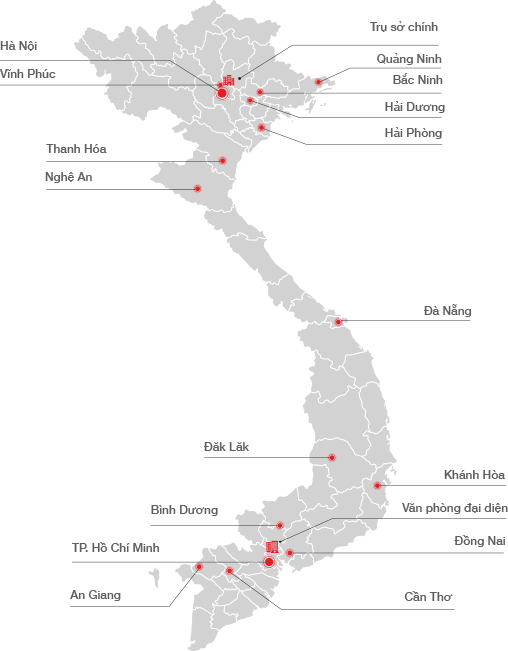 Trụ sở chính
Hà Nội
Quảng Ninh
Vĩnh Phúc
Bắc Ninh
Hải Dương
Hải Phòng
Thanh Hóa
Nghệ An
Đà Nẵng
Đăk Lăk
Khánh Hòa
Bình Dương
Văn phòng đại diện
TP. Hồ Chí Minh
Đồng Nai
An Giang
Cần Thơ